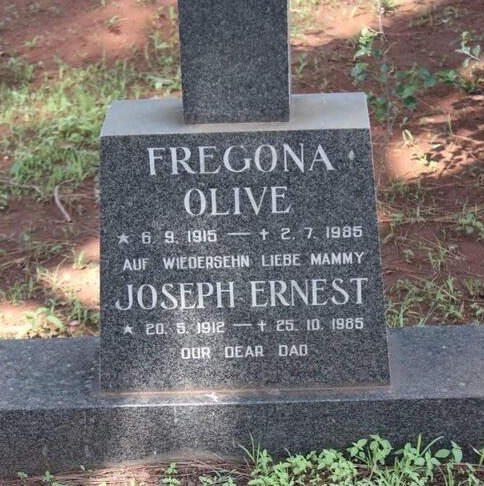 FREGONA
OLIVE
★ 6. 9. 1915 — ✝ 2. 7. 1985
AUF WIEDERSEHN LIEBE MAMMY
JOSEPH ERNEST
★ 20. 5. 1912 — ✝ 25. 10. 1985
OUR DEAR DAD